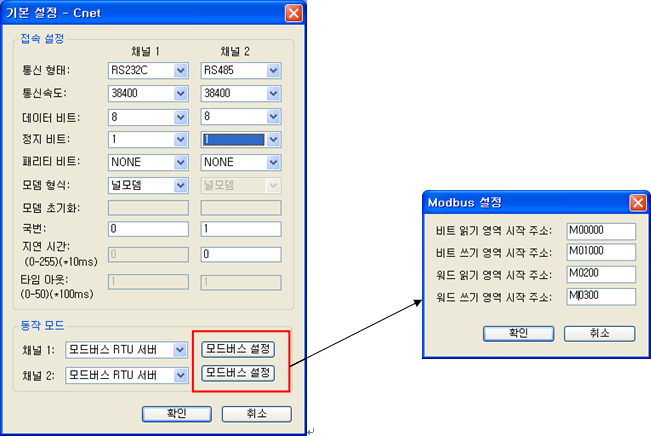 기본 설정 - Cnet
접속 설정
채널 1 채널 2
통신 형태: RS232C RS485
통신속도: 38400 38400
데이터 비트: 8 8
정지 비트: 1 1
패리티 비트: NONE NONE
모뎀 형식: 널모뎀 널모뎀
모뎀 초기화:
국번: 0 1
지연 시간: 0 0
(0-255)(*10ms)
타임 아웃: 1 1
(0-50)(*100ms)
동작 모드
채널 1: 모드버스 RTU 서버 모드버스 설정
채널 2: 모드버스 RTU 서버 모드버스 설정
확인 취소
Modbus 설정
비트 읽기 영역 시작 주소: M00000
비트 쓰기 영역 시작 주소: M01000
워드 읽기 영역 시작 주소: M0200
워드 쓰기 영역 시작 주소: M0300
확인 취소